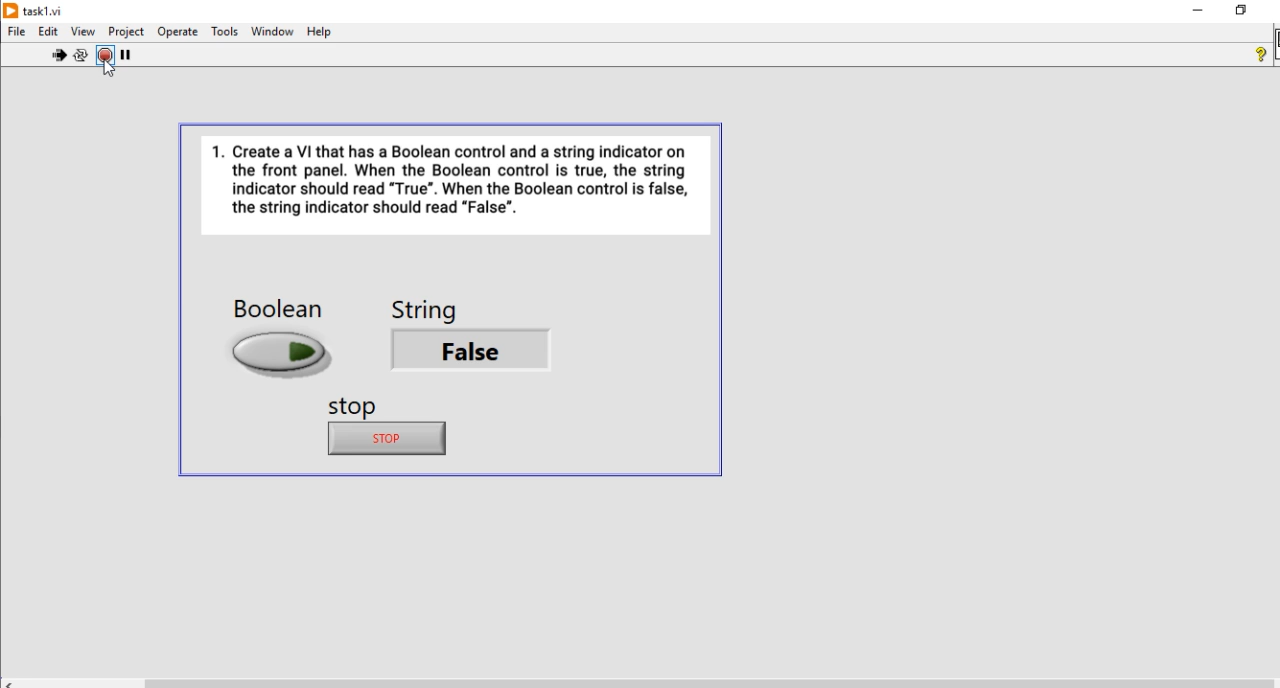 task1.vi
File Edit View Project Operate Tools Window Help
?
1. Create a VI that has a Boolean control and a string indicator on
the front panel. When the Boolean control is true, the string
indicator should read “True”. When the Boolean control is false,
the string indicator should read “False”.
Boolean String
False
stop
STOP